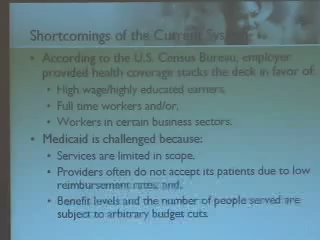 Shortcomings of the Current System
• According to the U.S. Census Bureau, employer
provided health coverage stacks the deck in favor of:
• High wage/highly educated earners,
• Full time workers and/or,
• Workers in certain business sectors.
• Medicaid is challenged because:
• Services are limited in scope,
• Providers often do not accept its patients due to low
reimbursement rates, and,
• Benefit levels and the number of people served are
subject to arbitrary budget cuts.